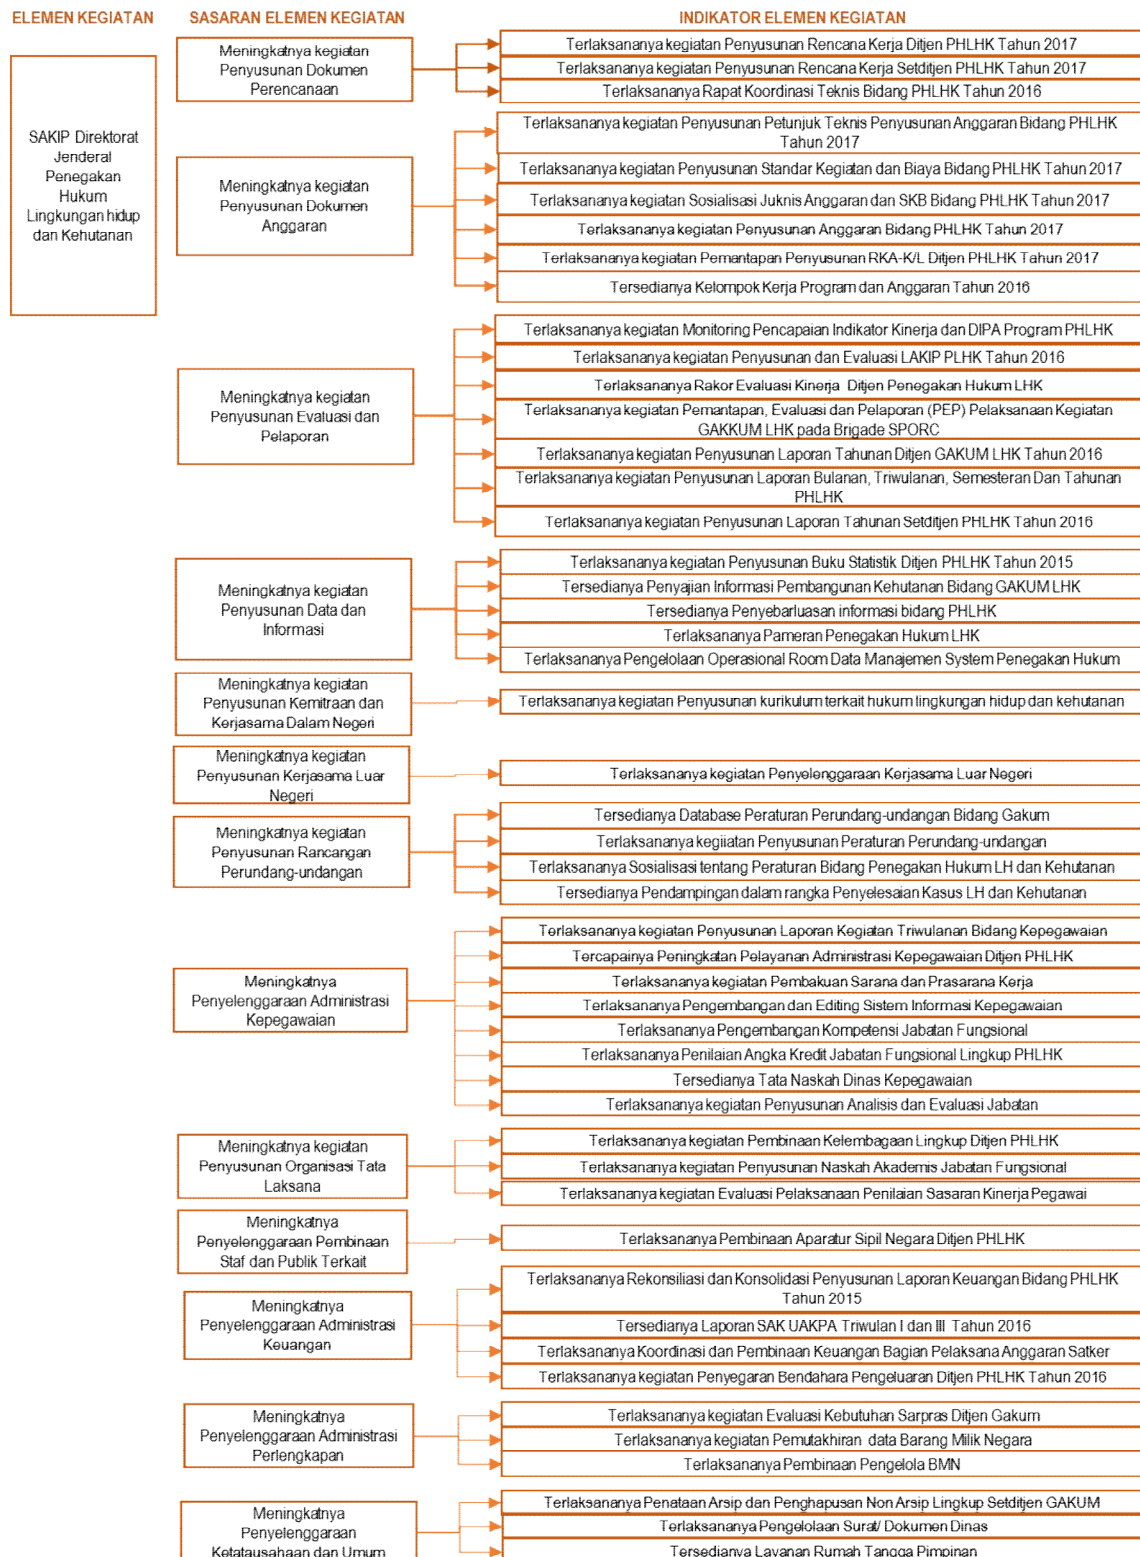 ELEMEN KEGIATAN
SASARAN ELEMEN KEGIATAN
INDIKATOR ELEMEN KEGIATAN
SAKIP Direktorat
Jenderal
Penegakan
Hukum
Lingkungan hidup
dan Kehutanan
Meningkatnya kegiatan
Penyusunan Dokumen
Perencanaan
Terlaksananya kegiatan Penyusunan Rencana Kerja Ditjen PHLHK Tahun 2017
Terlaksananya kegiatan Penyusunan Rencana Kerja Setditjen PHLHK Tahun 2017
Terlaksananya Rapat Koordinasi Teknis Bidang PHLHK Tahun 2016
Meningkatnya kegiatan
Penyusunan Dokumen
Anggaran
Terlaksananya kegiatan Penyusunan Petunjuk Teknis Penyusunan Anggaran Bidang PHLHK
Tahun 2017
Terlaksananya kegiatan Penyusunan Standar Kegiatan dan Biaya Bidang PHLHK Tahun 2017
Terlaksananya kegiatan Sosialisasi Juknis Anggaran dan SKB Bidang PHLHK Tahun 2017
Terlaksananya kegiatan Penyusunan Anggaran Bidang PHLHK Tahun 2017
Terlaksananya kegiatan Pemantapan Penyusunan RKA-K/L Ditjen PHLHK Tahun 2017
Tersedianya Kelompok Kerja Program dan Anggaran Tahun 2016
Meningkatnya kegiatan
Penyusunan Evaluasi dan
Pelaporan
Terlaksananya kegiatan Monitoring Pencapaian Indikator Kinerja dan DIPA Program PHLHK
Terlaksananya kegiatan Penyusunan dan Evaluasi LAKIP PLHK Tahun 2016
Terlaksananya Rakor Evaluasi Kinerja Ditjen Penegakan Hukum LHK
Terlaksananya kegiatan Pemantapan, Evaluasi dan Pelaporan (PEP) Pelaksanaan Kegiatan
GAKKUM LHK pada Brigade SPORC
Terlaksananya kegiatan Penyusunan Laporan Tahunan Ditjen GAKUM LHK Tahun 2016
Terlaksananya kegiatan Penyusunan Laporan Bulanan, Triwulanan, Semesteran Dan Tahunan
PHLHK
Terlaksananya kegiatan Penyusunan Laporan Tahunan Setditjen PHLHK Tahun 2016
Meningkatnya kegiatan
Penyusunan Data dan
Informasi
Terlaksananya kegiatan Penyusunan Buku Statistik Ditjen PHLHK Tahun 2015
Tersedianya Penyajian Informasi Pembangunan Kehutanan Bidang GAKUM LHK
Tersedianya Penyebarluasan informasi bidang PHLHK
Terlaksananya Pameran Penegakan Hukum LHK
Terlaksananya Pengelolaan Operasional Room Data Manajemen System Penegakan Hukum
Meningkatnya kegiatan
Penyusunan Kemitraan dan
Kerjasama Dalam Negeri
Terlaksananya kegiatan Penyusunan kurikulum terkait hukum lingkungan hidup dan kehutanan
Meningkatnya kegiatan
Penyusunan Kerjasama Luar
Negeri
Terlaksananya kegiatan Penyelenggaraan Kerjasama Luar Negeri
Meningkatnya kegiatan
Penyusunan Rancangan
Perundang-undangan
Tersedianya Database Peraturan Perundang-undangan Bidang Gakum
Terlaksananya kegiiatan Penyusunan Peraturan Perundang-undangan
Terlaksananya Sosialisasi tentang Peraturan Bidang Penegakan Hukum LH dan Kehutanan
Tersedianya Pendampingan dalam rangka Penyelesaian Kasus LH dan Kehutanan
Meningkatnya
Penyelenggaraan Administrasi
Kepegawaian
Terlaksananya kegiatan Penyusunan Laporan Kegiatan Triwulanan Bidang Kepegawaian
Tercapainya Peningkatan Pelayanan Administrasi Kepegawaian Ditjen PHLHK
Terlaksananya kegiatan Pembakuan Sarana dan Prasarana Kerja
Terlaksananya Pengembangan dan Editing Sistem Informasi Kepegawaian
Terlaksananya Pengembangan Kompetensi Jabatan Fungsional
Terlaksananya Penilaian Angka Kredit Jabatan Fungsional Lingkup PHLHK
Tersedianya Tata Naskah Dinas Kepegawaian
Terlaksananya kegiatan Penyusunan Analisis dan Evaluasi Jabatan
Meningkatnya kegiatan
Penyusunan Organisasi Tata
Laksana
Terlaksananya kegiatan Pembinaan Kelembagaan Lingkup Ditjen PHLHK
Terlaksananya kegiatan Penyusunan Naskah Akademis Jabatan Fungsional
Terlaksananya kegiatan Evaluasi Pelaksanaan Penilaian Sasaran Kinerja Pegawai
Meningkatnya
Penyelenggaraan Pembinaan
Staf dan Publik Terkait
Terlaksananya Pembinaan Aparatur Sipil Negara Ditjen PHLHK
Meningkatnya
Penyelenggaraan Administrasi
Keuangan
Terlaksananya Rekonsiliasi dan Konsolidasi Penyusunan Laporan Keuangan Bidang PHLHK
Tahun 2015
Tersedianya Laporan SAK UAKPA Triwulan I dan III Tahun 2016
Terlaksananya Koordinasi dan Pembinaan Keuangan Bagian Pelaksana Anggaran Satker
Terlaksananya kegiatan Penyegaran Bendahara Pengeluaran Ditjen PHLHK Tahun 2016
Meningkatnya
Penyelenggaraan Administrasi
Perlengkapan
Terlaksananya kegiatan Evaluasi Kebutuhan Sarpras Ditjen Gakum
Terlaksananya kegiatan Pemutakhiran data Barang Milik Negara
Terlaksananya Pembinaan Pengelola BMN
Meningkatnya
Penyelenggaraan
Ketatausahaan dan Umum
Terlaksananya Penataan Arsip dan Penghapusan Non Arsip Lingkup Setditjen GAKUM
Terlaksananya Pengelolaan Surat/ Dokumen Dinas
Tersedianya Layanan Rumah Tangga Pimpinan